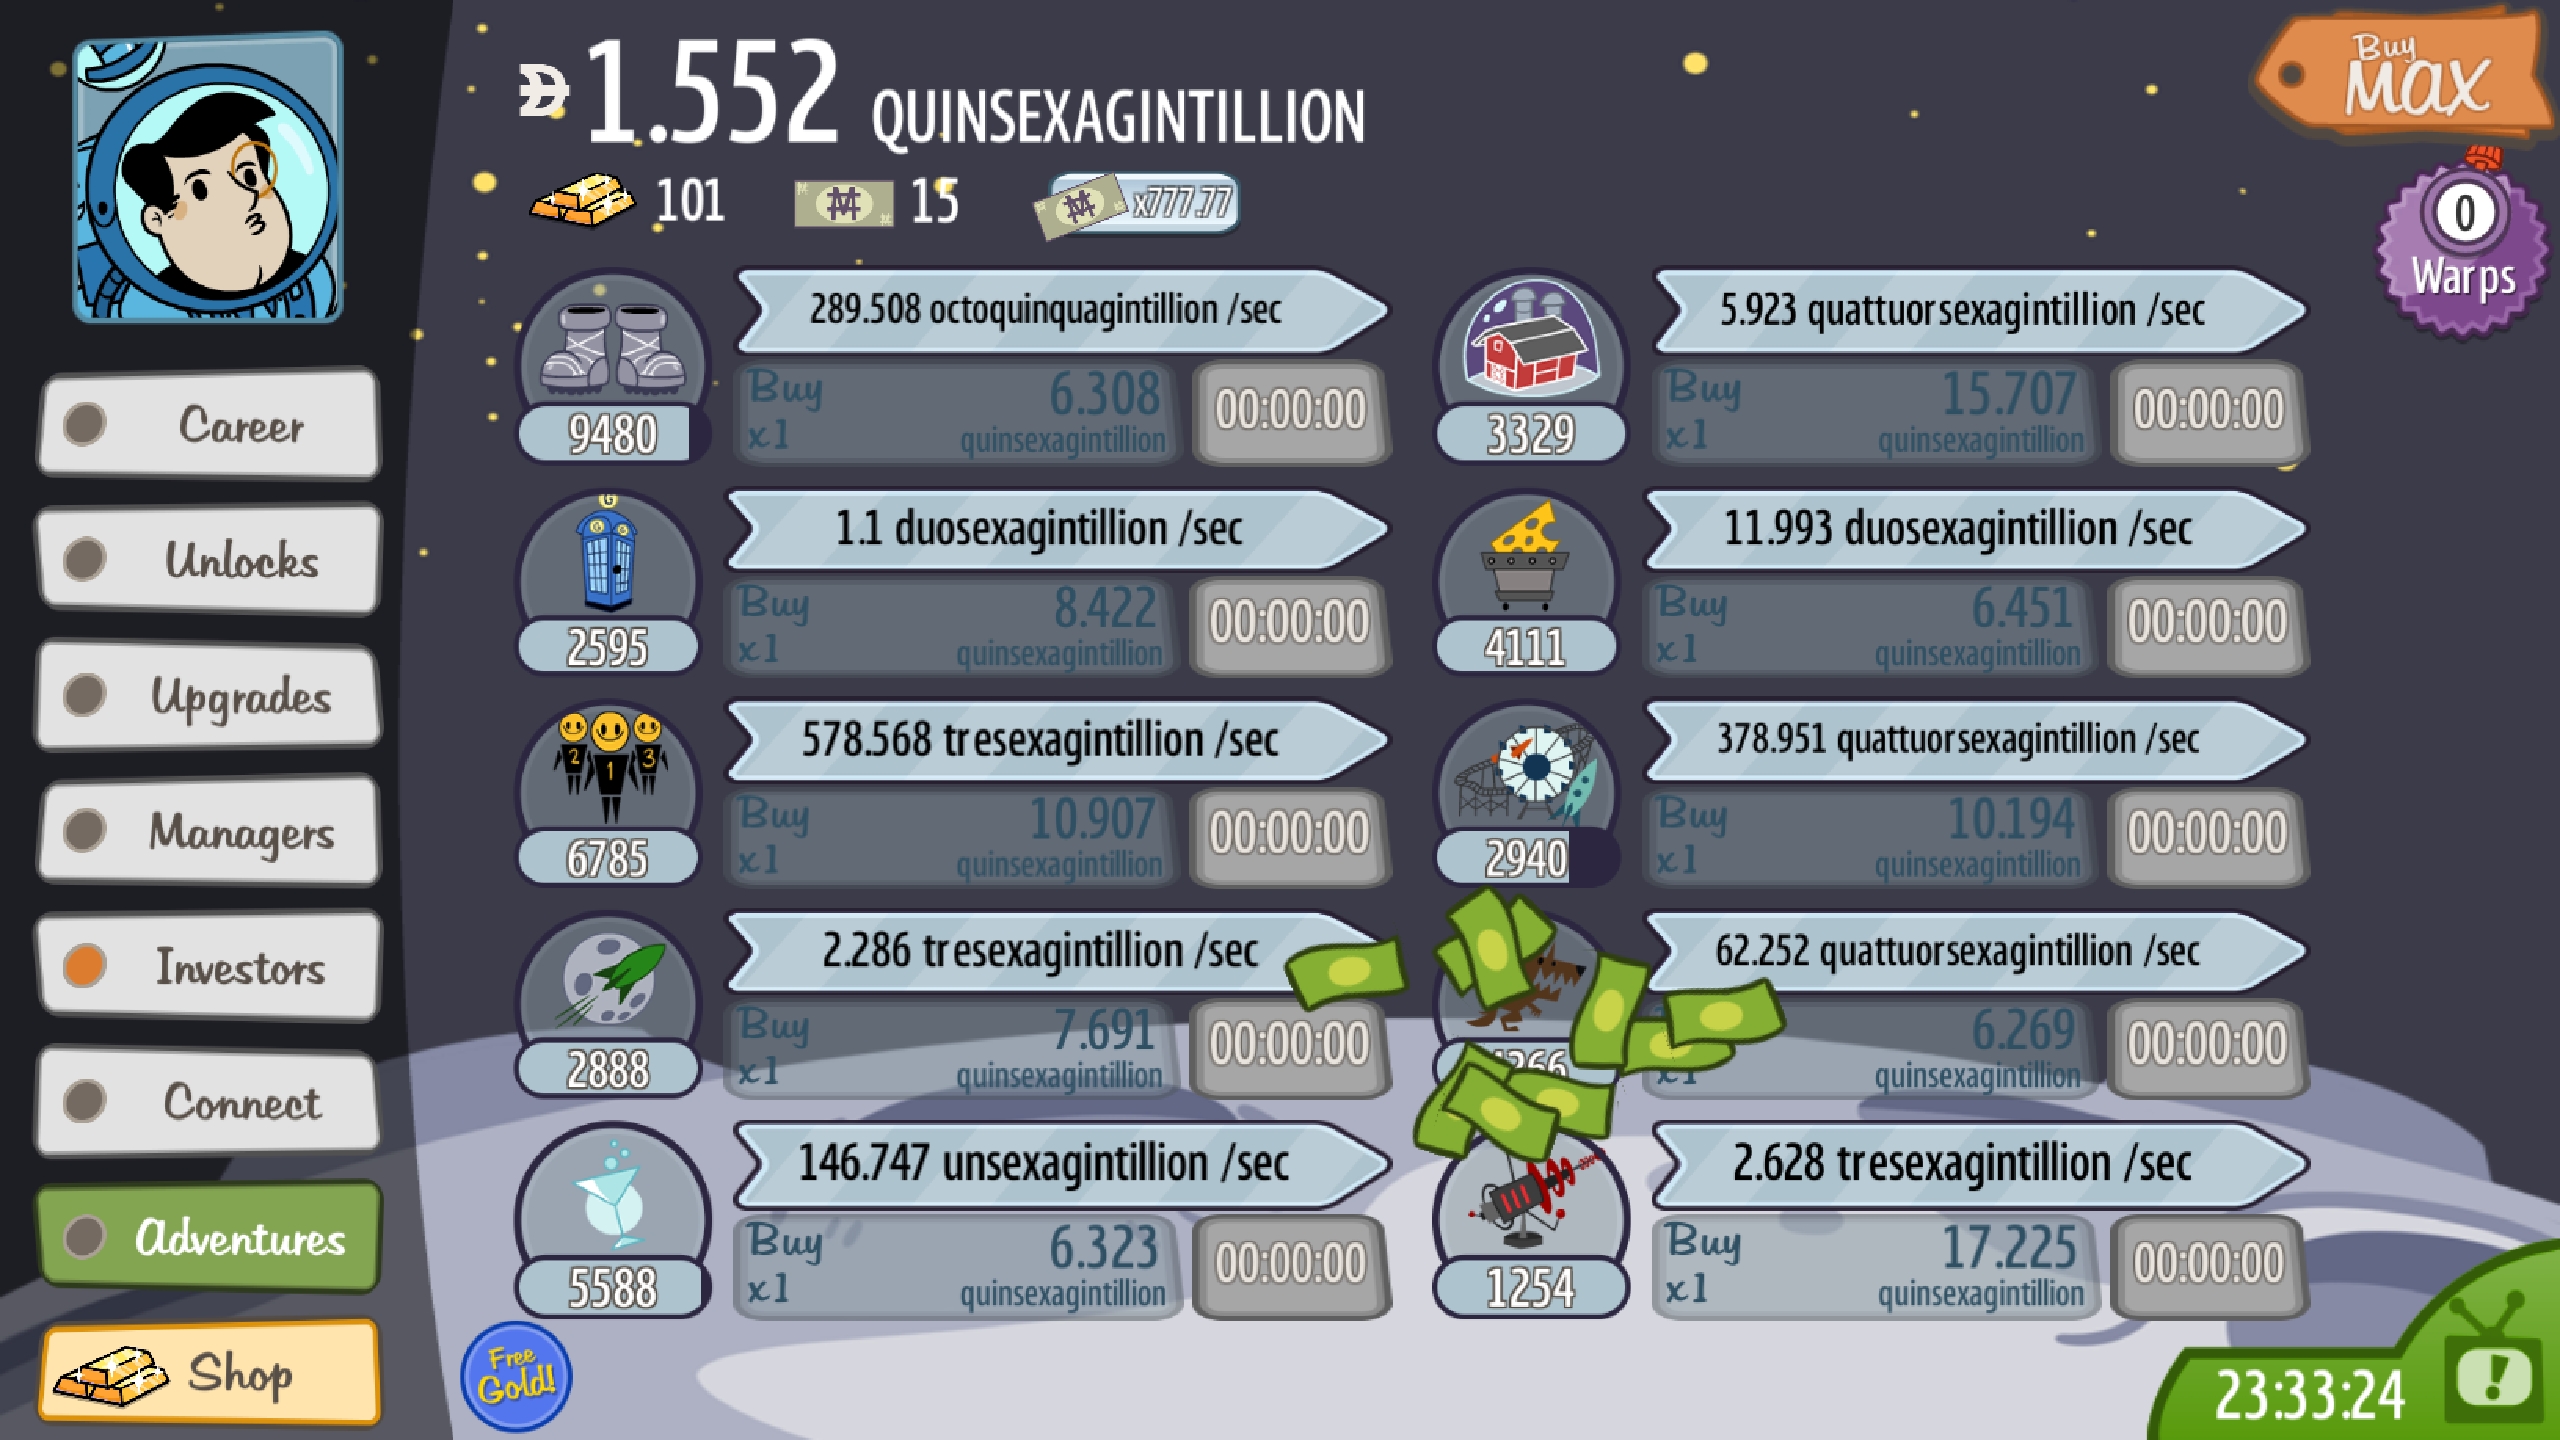 1.552 QUINSEXAGINTILLION
Buy
MAX
101 15 x777.77
0
Warps
289.508 octoquinquagintillion /sec
Buy 6.308
x1 quinsexagintillion
00:00:00
9480
5.923 quattuorsexagintillion /sec
Buy 15.707
x1 quinsexagintillion
00:00:00
3329
Career
Unlocks
Upgrades
Managers
Investors
Connect
Adventures
Shop
1.1 duosexagintillion /sec
Buy 8.422
x1 quinsexagintillion
00:00:00
2595
11.993 duosexagintillion /sec
Buy 6.451
x1 quinsexagintillion
00:00:00
4111
2 1 3
578.568 tresexagintillion /sec
Buy 10.907
x1 quinsexagintillion
00:00:00
6785
378.951 quattuorsexagintillion /sec
Buy 10.194
x1 quinsexagintillion
00:00:00
2940
2.286 tresexagintillion /sec
Buy 7.691
x1 quinsexagintillion
00:00:00
2888
62.252 quattuorsexagintillion /sec
6.269
x1 quinsexagintillion
00:00:00
146.747 unsexagintillion /sec
Buy 6.323
x1 quinsexagintillion
00:00:00
5588
2.628 tresexagintillion /sec
Buy 17.225
x1 quinsexagintillion
00:00:00
1254
Free
Gold!
23:33:24
!